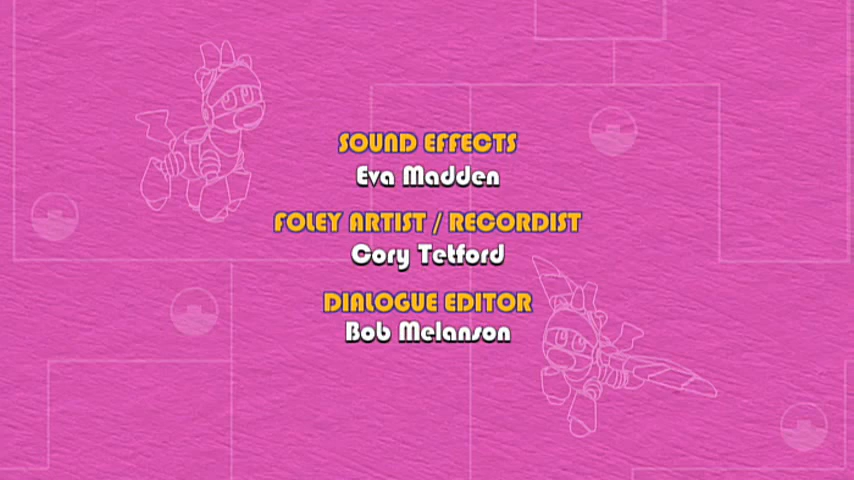 SOUND EFFECTS
Eva Madden
FOLEY ARTIST / RECORDIST
Cory Tetford
DIALOGUE EDITOR
Bob Melanson